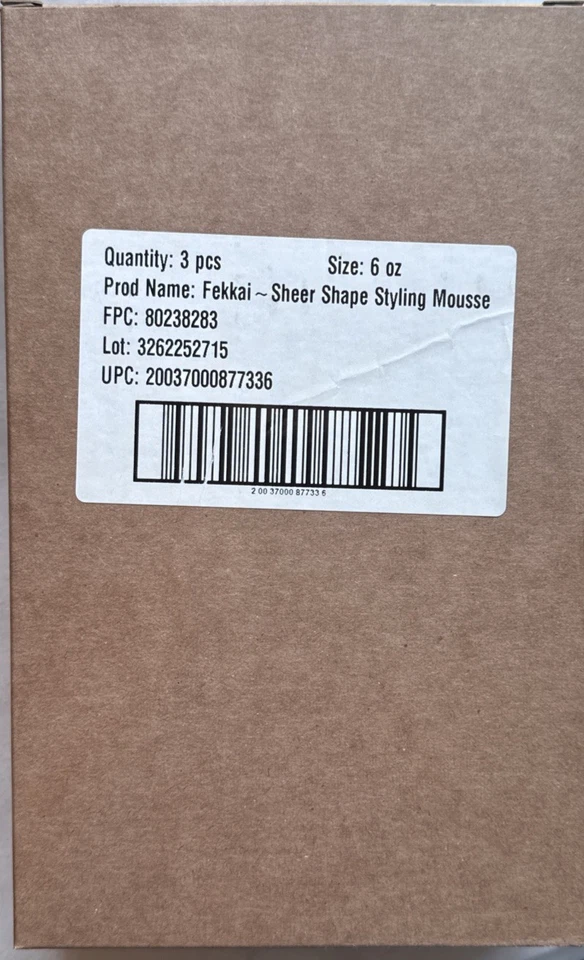 Quantity: 3 pcs Size: 6 oz
Prod Name: Fekkai ~ Sheer Shape Styling Mousse
FPC: 80238283
Lot: 3262252715
UPC: 20037000877336
2 00 37000 87733 6